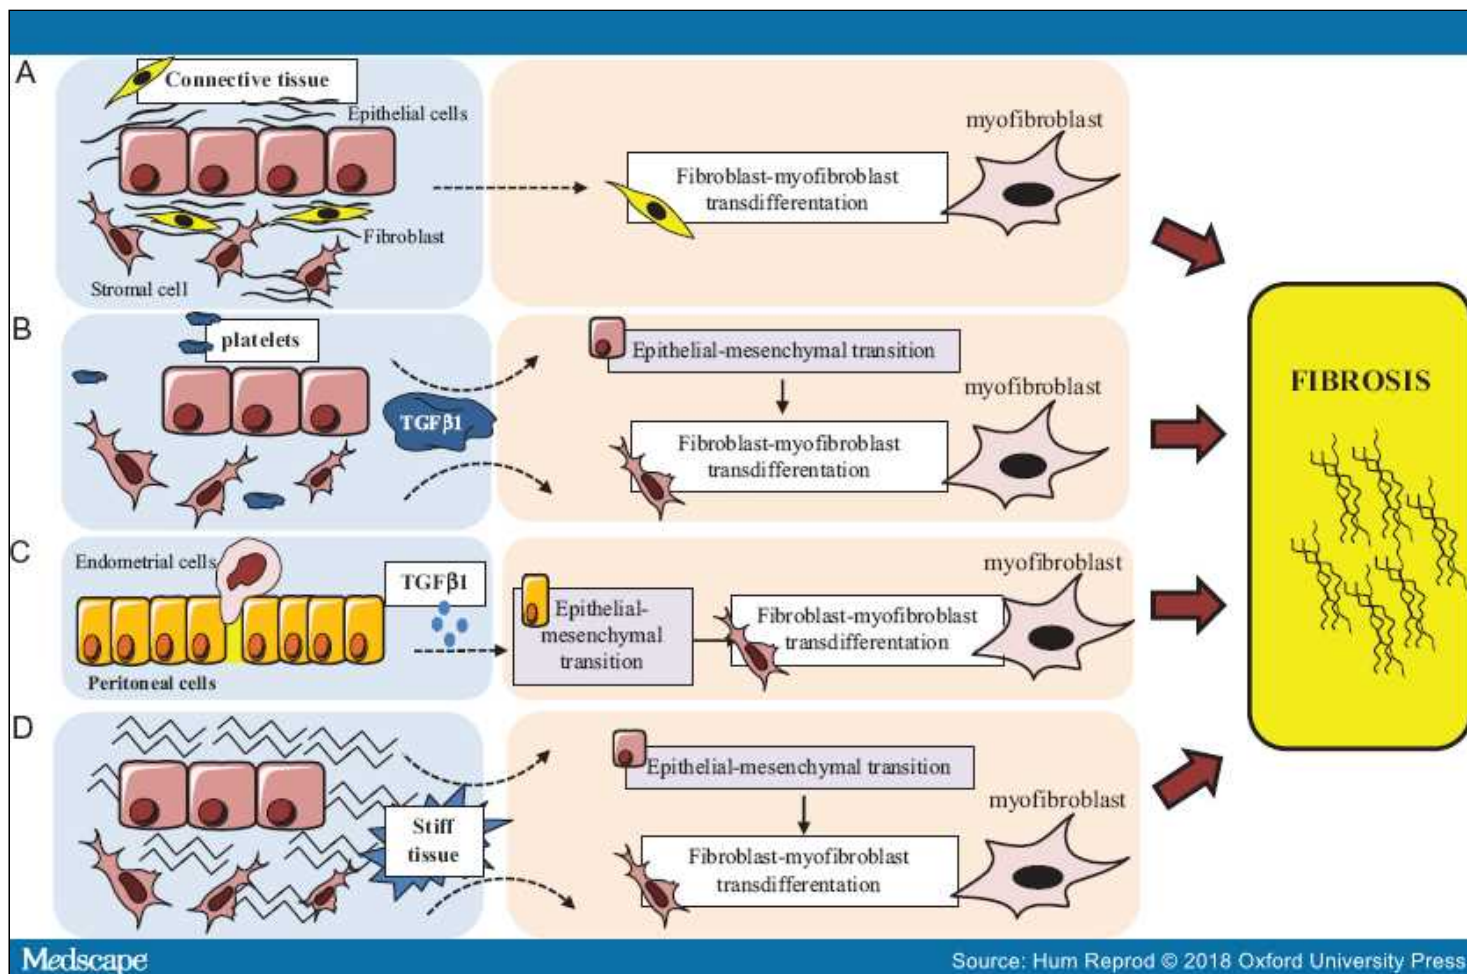 A
Connective tissue
Epithelial cells
Fibroblast
Stromal cell
Fibroblast-myofibroblast
transdifferentation
myofibroblast
B
platelets
TGFβ1
Epithelial-mesenchymal transition
Fibroblast-myofibroblast
transdifferentation
myofibroblast
C
Endometrial cells
TGFβ1
Peritoneal cells
Epithelial-
mesenchymal
transition
Fibroblast-myofibroblast
transdifferentation
myofibroblast
D
Stiff
tissue
Epithelial-mesenchymal transition
Fibroblast-myofibroblast
transdifferentation
myofibroblast
FIBROSIS
Medscape
Source: Hum Reprod © 2018 Oxford University Press